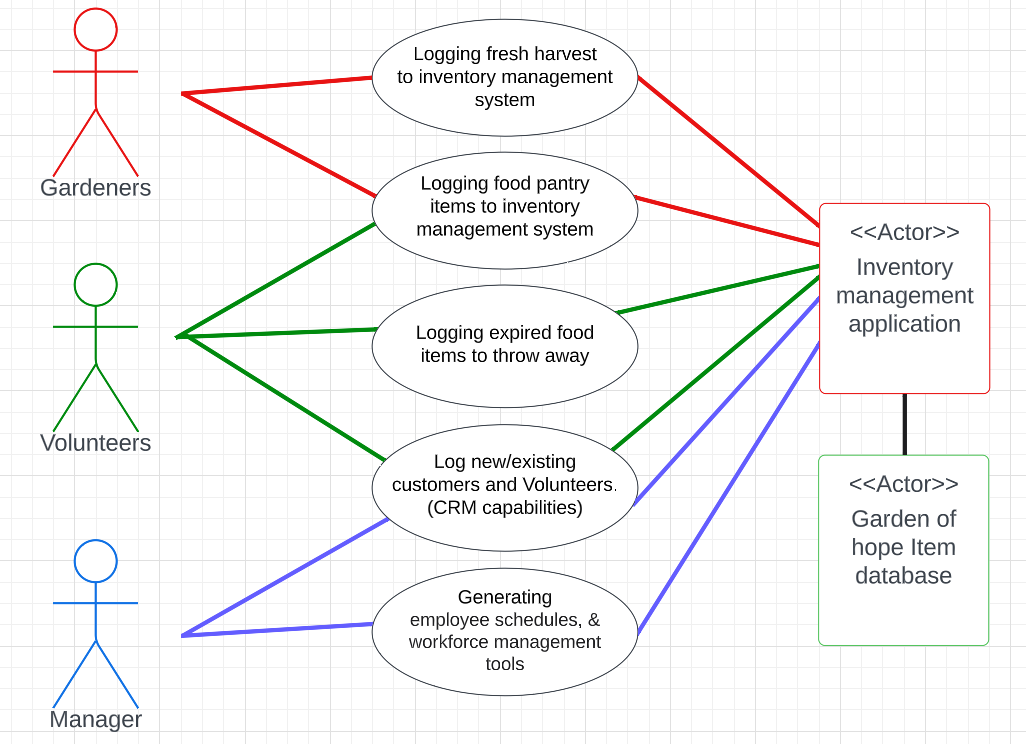 Gardeners
Volunteers
Manager
Logging fresh harvest
to inventory management
system
Logging food pantry
items to inventory
management system
Logging expired food
items to throw away
Log new/existing
customers and Volunteers.
(CRM capabilities)
Generating
employee schedules, &
workforce management
tools
<<Actor>>
Inventory
management
application
<<Actor>>
Garden of
hope Item
database